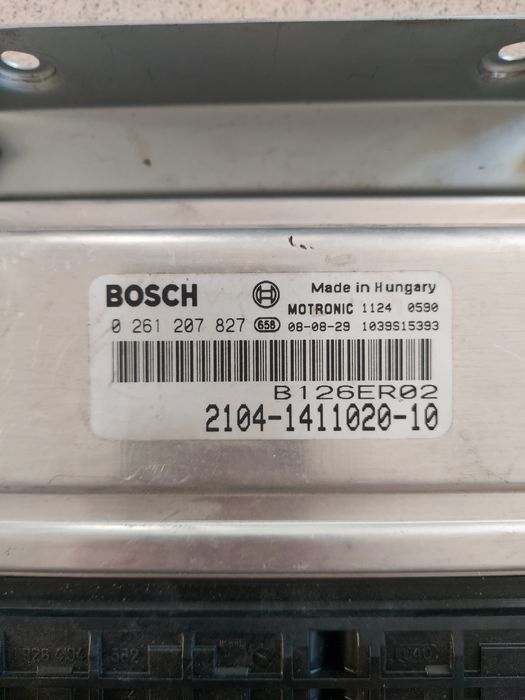 BOSCH Made in Hungary
MOTRONIC 1124 0590
0 261 207 827 658 08-08-29 1039S15393
B126ER02
2104-1411020-10